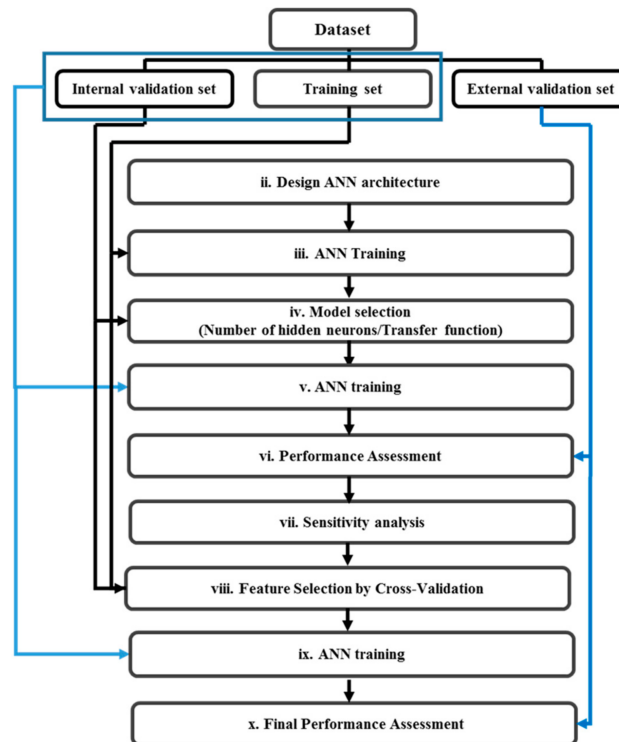 Dataset
Internal validation set
Training set
External validation set
ii. Design ANN architecture
iii. ANN Training
iv. Model selection
(Number of hidden neurons/Transfer function)
v. ANN training
vi. Performance Assessment
vii. Sensitivity analysis
viii. Feature Selection by Cross-Validation
ix. ANN training
x. Final Performance Assessment